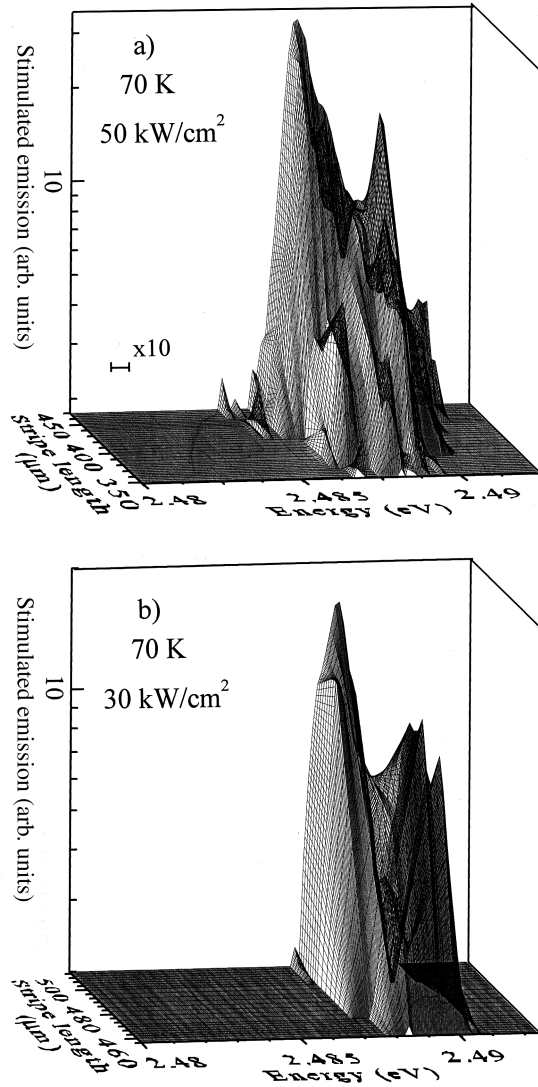 a)
70 K
50 kW/cm²
Stimulated emission (arb. units)
10
x10
450 400 350
Stripe length
(μm)
2.48 2.485 2.49
Energy (eV)
b)
70 K
30 kW/cm²
Stimulated emission (arb. units)
10
500 480 460
Stripe length
(μm)
2.48 2.485 2.49
Energy (eV)